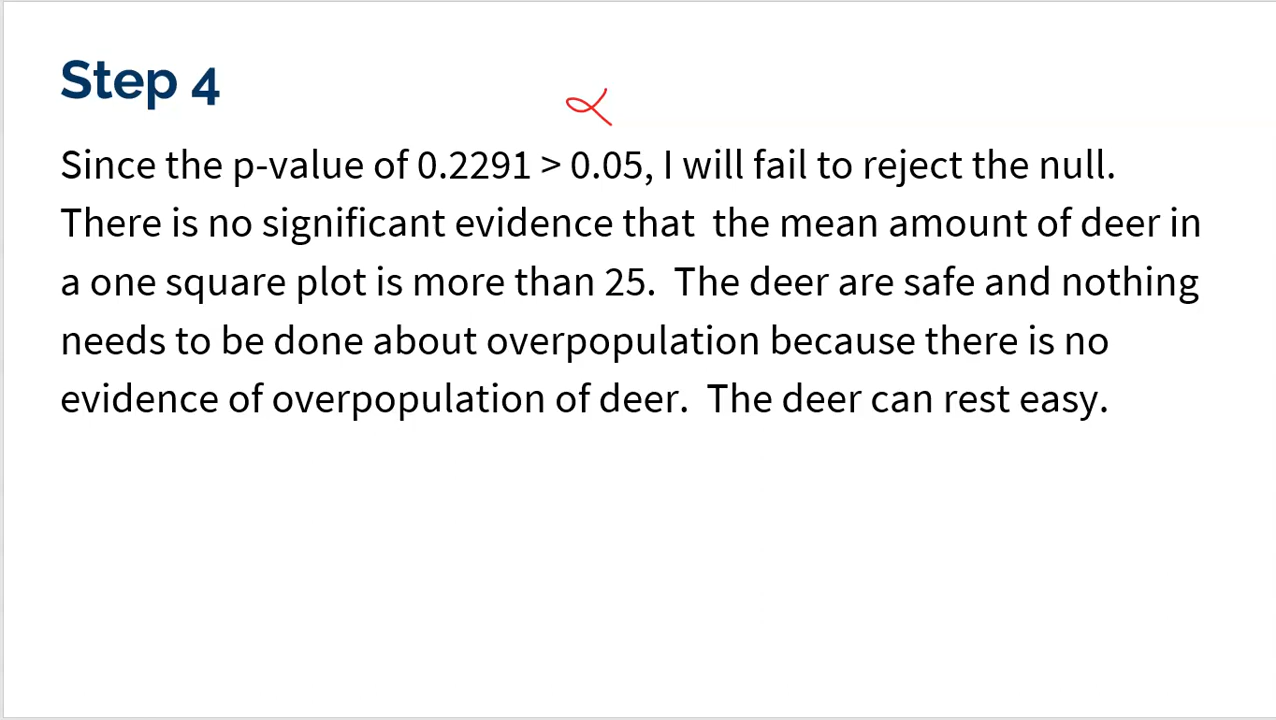 Step 4
α
Since the p-value of 0.2291 > 0.05, I will fail to reject the null.
There is no significant evidence that  the mean amount of deer in
a one square plot is more than 25.  The deer are safe and nothing
needs to be done about overpopulation because there is no
evidence of overpopulation of deer.  The deer can rest easy.